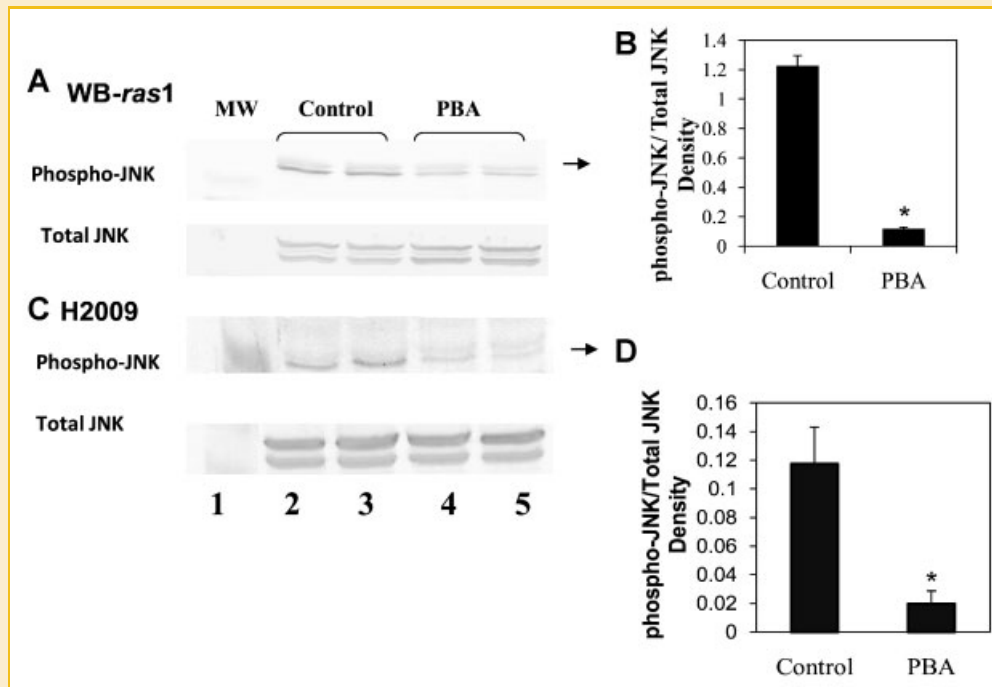 A WB-ras1
MW Control PBA
Phospho-JNK
Total JNK
C H2009
Phospho-JNK
Total JNK
1 2 3 4 5
B
phospho-JNK/ Total JNK
Density
1.4
1.2
1
0.8
0.6
0.4
0.2
0
*
Control PBA
D
phospho-JNK/Total JNK
Density
0.16
0.14
0.12
0.1
0.08
0.06
0.04
0.02
0
*
Control PBA